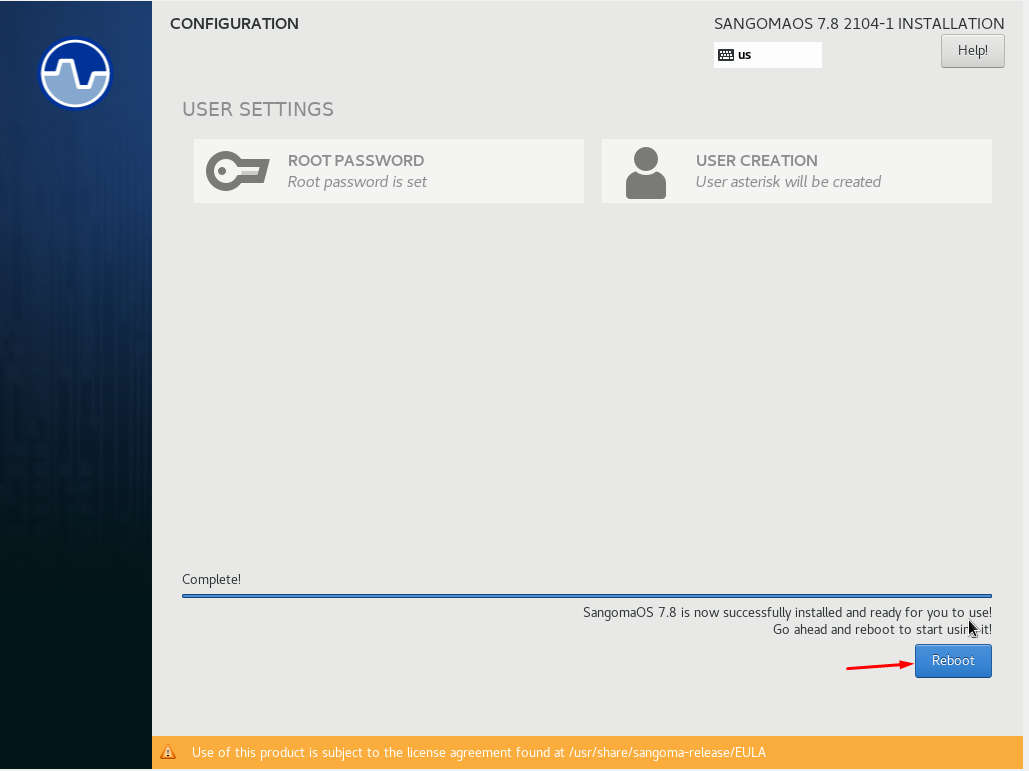 CONFIGURATION
SANGOMAOS 7.8 2104-1 INSTALLATION
us
Help!
USER SETTINGS
ROOT PASSWORD
Root password is set
USER CREATION
User asterisk will be created
Complete!
SangomaOS 7.8 is now successfully installed and ready for you to use!
Go ahead and reboot to start using it!
Reboot
Use of this product is subject to the license agreement found at /usr/share/sangoma-release/EULA